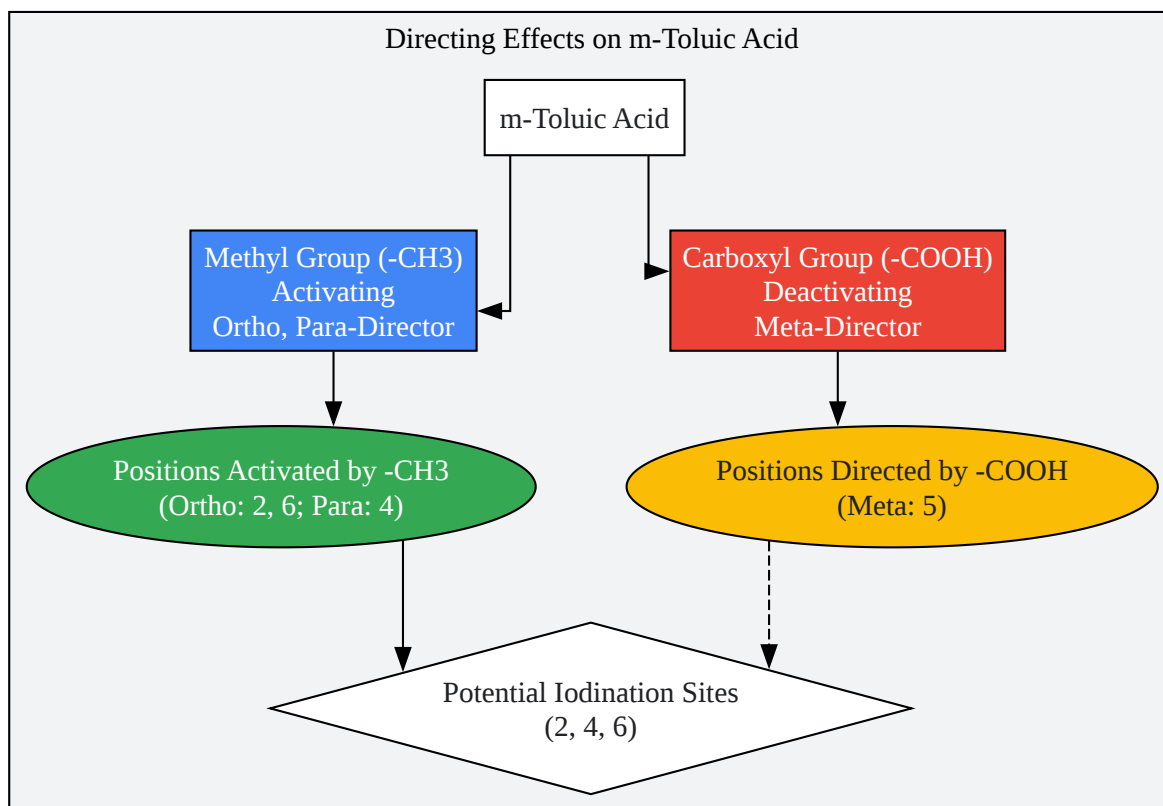 Directing Effects on m-Toluic Acid
m-Toluic Acid
Methyl Group (-CH3)
Activating
Ortho, Para-Director
Carboxyl Group (-COOH)
Deactivating
Meta-Director
Positions Activated by -CH3
(Ortho: 2, 6; Para: 4)
Positions Directed by -COOH
(Meta: 5)
Potential Iodination Sites
(2, 4, 6)